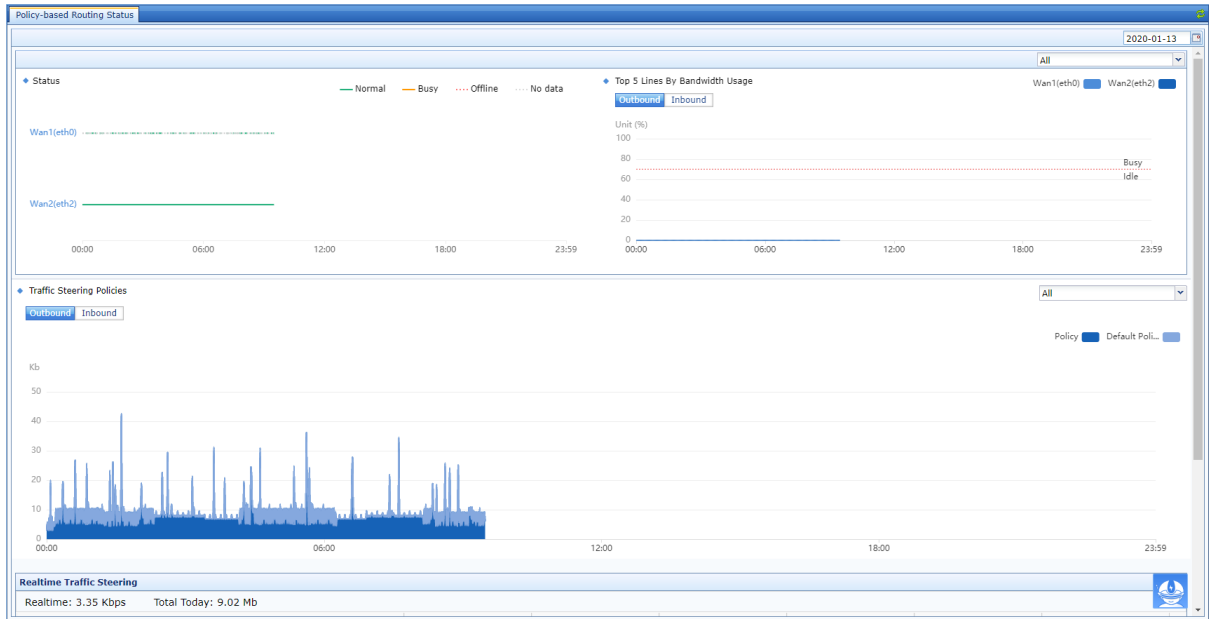 Policy-based Routing Status
2020-01-13
All
Status
Normal Busy Offline No data
Wan1(eth0)
Wan2(eth2)
00:00 06:00 12:00 18:00 23:59
Top 5 Lines By Bandwidth Usage
Wan1(eth0) Wan2(eth2)
Outbound Inbound
Unit (%)
100
80
Busy
60
Idle
40
20
0
00:00 06:00 12:00 18:00 23:59
Traffic Steering Policies
All
Outbound Inbound
Policy Default Poli...
Kb
50
40
30
20
10
0
00:00 06:00 12:00 18:00 23:59
Realtime Traffic Steering
Realtime: 3.35 Kbps Total Today: 9.02 Mb